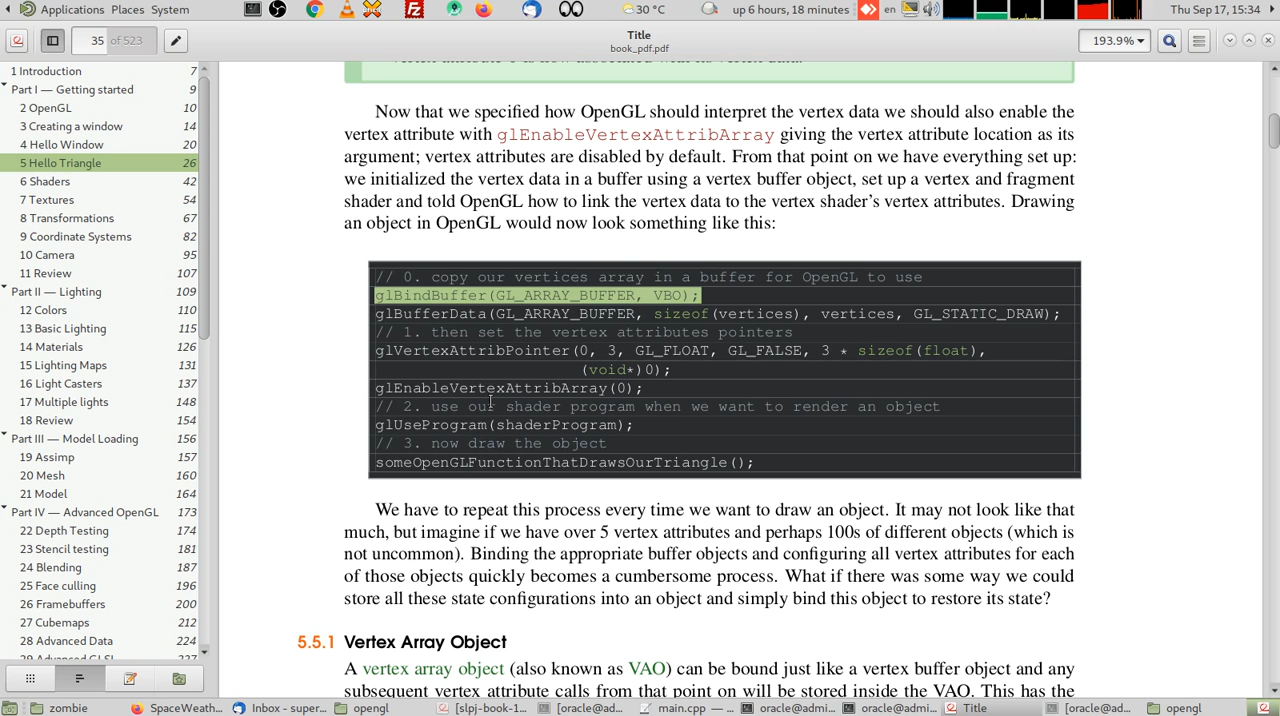 Applications Places System
30 °C
up 6 hours, 18 minutes
en
Thu Sep 17, 15:34
35 of 523
Title
book_pdf.pdf
193.9%
1 Introduction 7
Part I — Getting started 9
2 OpenGL 10
3 Creating a window 14
4 Hello Window 20
5 Hello Triangle 26
6 Shaders 42
7 Textures 54
8 Transformations 67
9 Coordinate Systems 82
10 Camera 95
11 Review 107
Part II — Lighting 109
12 Colors 110
13 Basic Lighting 115
14 Materials 126
15 Lighting Maps 131
16 Light Casters 137
17 Multiple lights 148
18 Review 154
Part III — Model Loading 156
19 Assimp 157
20 Mesh 160
21 Model 164
Part IV — Advanced OpenGL 173
22 Depth Testing 174
23 Stencil testing 181
24 Blending 187
25 Face culling 196
26 Framebuffers 200
27 Cubemaps 212
28 Advanced Data 224
29 Advanced GLSL
Now that we specified how OpenGL should interpret the vertex data we should also enable the
vertex attribute with glEnableVertexAttribArray giving the vertex attribute location as its
argument; vertex attributes are disabled by default. From that point on we have everything set up:
we initialized the vertex data in a buffer using a vertex buffer object, set up a vertex and fragment
shader and told OpenGL how to link the vertex data to the vertex shader's vertex attributes. Drawing
an object in OpenGL would now look something like this:
// 0. copy our vertices array in a buffer for OpenGL to use
glBindBuffer(GL_ARRAY_BUFFER, VBO);
glBufferData(GL_ARRAY_BUFFER, sizeof(vertices), vertices, GL_STATIC_DRAW);
// 1. then set the vertex attributes pointers
glVertexAttribPointer(0, 3, GL_FLOAT, GL_FALSE, 3 * sizeof(float),
(void*)0);
glEnableVertexAttribArray(0);
// 2. use our shader program when we want to render an object
glUseProgram(shaderProgram);
// 3. now draw the object
someOpenGLFunctionThatDrawsOurTriangle();
We have to repeat this process every time we want to draw an object. It may not look like that
much, but imagine if we have over 5 vertex attributes and perhaps 100s of different objects (which is
not uncommon). Binding the appropriate buffer objects and configuring all vertex attributes for each
of those objects quickly becomes a cumbersome process. What if there was some way we could
store all these state configurations into an object and simply bind this object to restore its state?
5.5.1 Vertex Array Object
A vertex array object (also known as VAO) can be bound just like a vertex buffer object and any
subsequent vertex attribute calls from that point on will be stored inside the VAO. This has the
zombie
SpaceWeath...
Inbox - super...
opengl
[slpj-book-1...
[oracle@ad...
main.cpp — ...
oracle@admi...
oracle@admi...
Title
[oracle@ad...
[opengl]